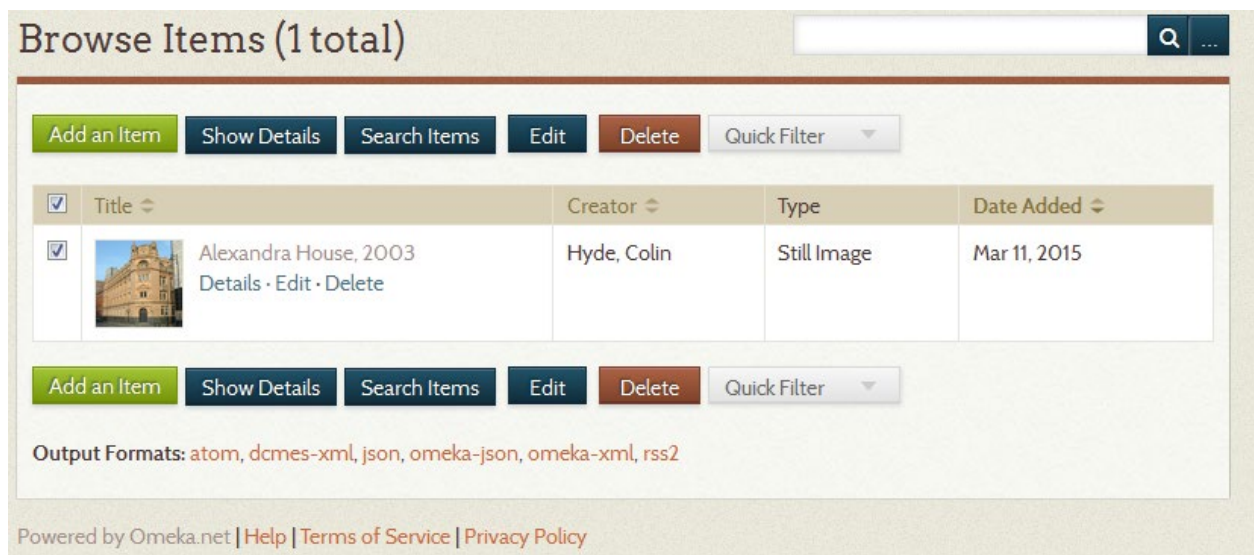 Browse Items (1 total)
...
Add an Item Show Details Search Items Edit Delete Quick Filter
Title Creator Type Date Added
Alexandra House, 2003 Hyde, Colin Still Image Mar 11, 2015
Details · Edit · Delete
Add an Item Show Details Search Items Edit Delete Quick Filter
Output Formats: atom, dcmes-xml, json, omeka-json, omeka-xml, rss2
Powered by Omeka.net | Help | Terms of Service | Privacy Policy